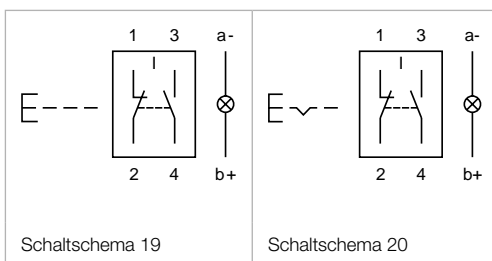 1 3 a-
2 4 b+
Schaltschema 19
1 3 a-
2 4 b+
Schaltschema 20